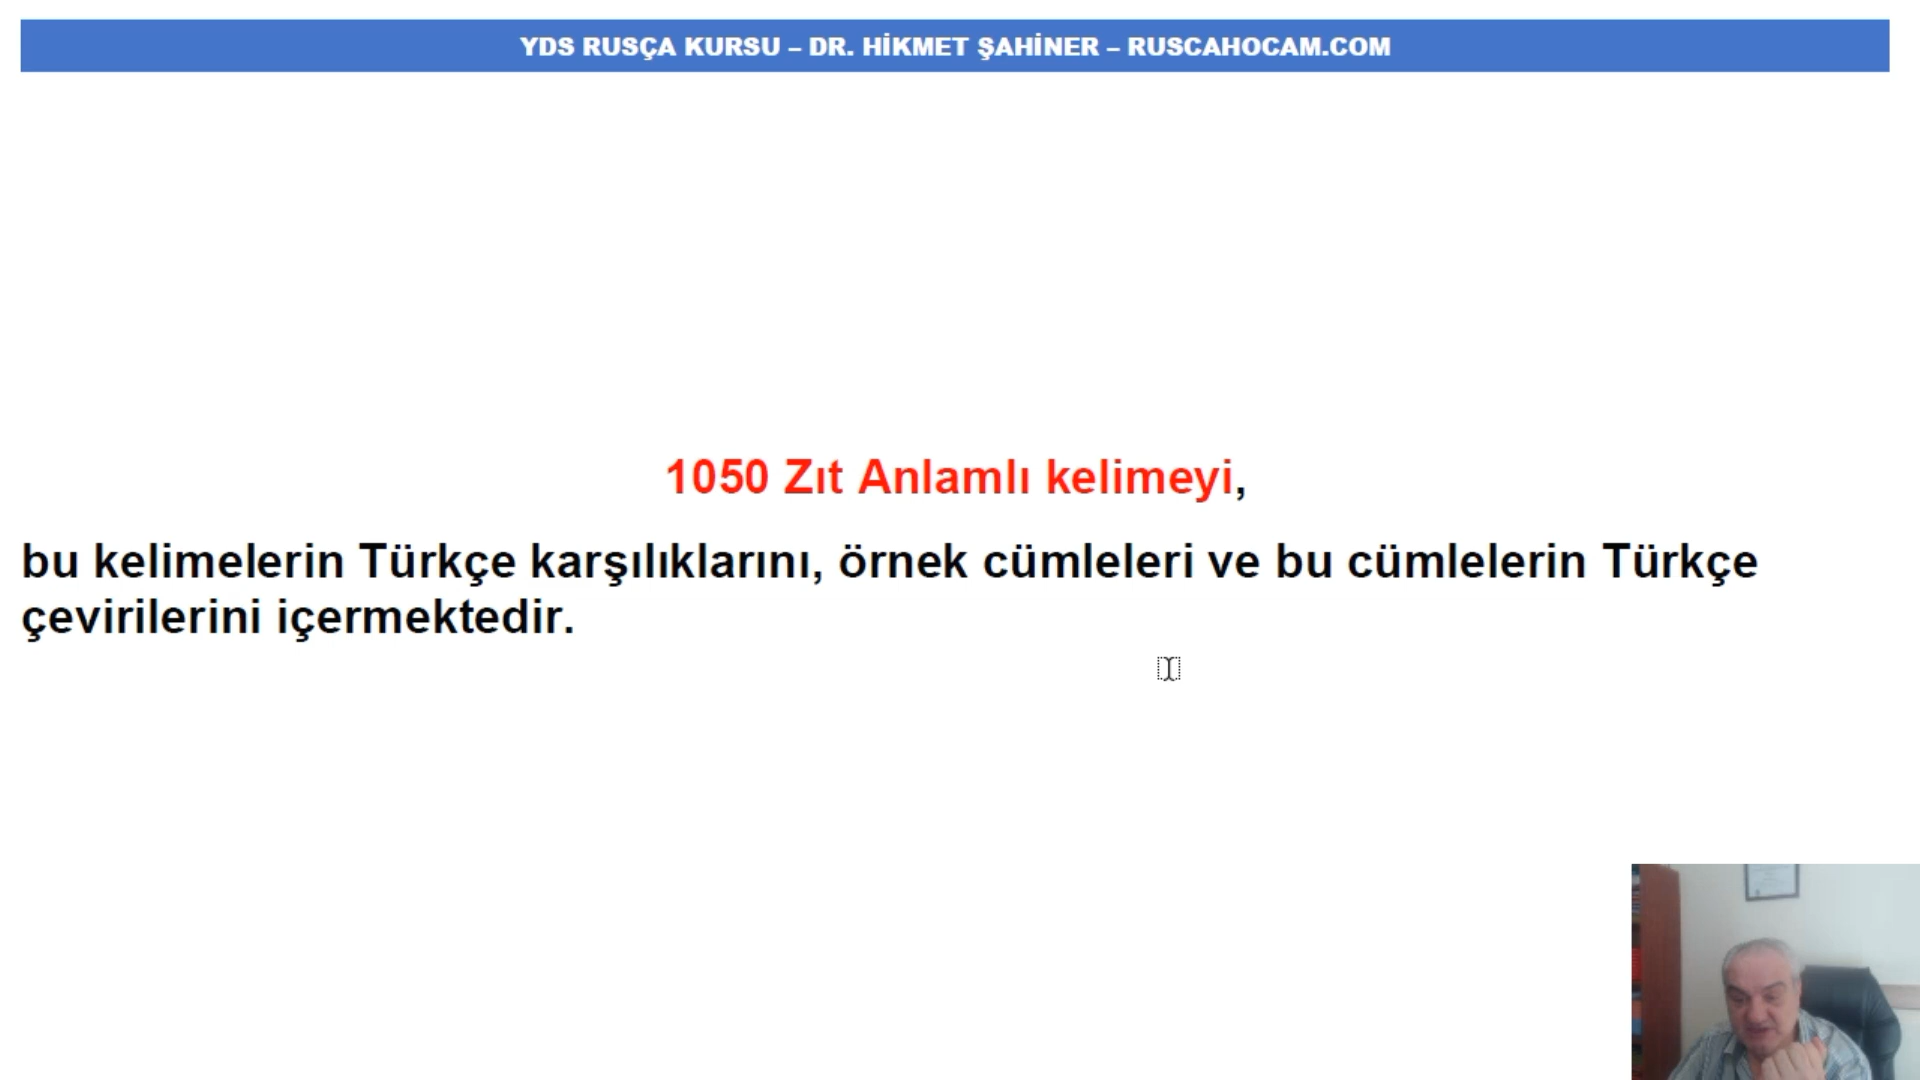 YDS RUSÇA KURSU – DR. HİKMET ŞAHİNER – RUSCAHOCAM.COM
1050 Zıt Anlamlı kelimeyi,
bu kelimelerin Türkçe karşılıklarını, örnek cümleleri ve bu cümlelerin Türkçe
çevirilerini içermektedir.